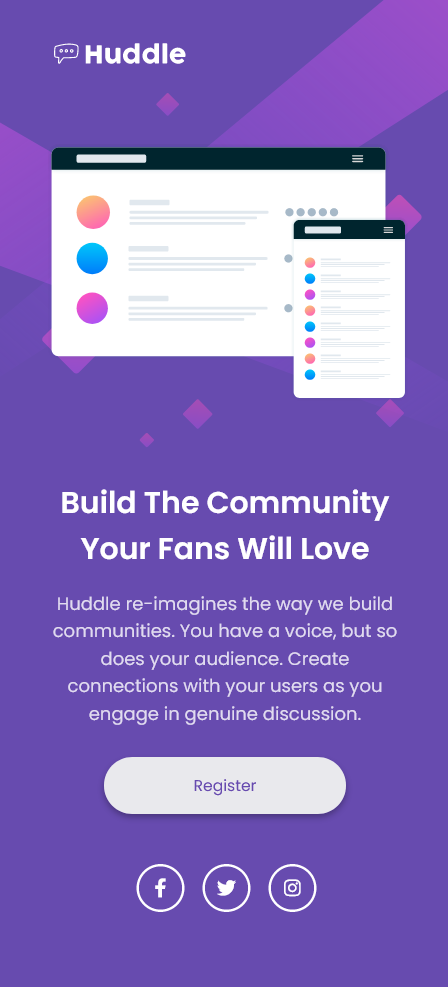 Huddle
Build The Community
Your Fans Will Love
Huddle re-imagines the way we build
communities. You have a voice, but so
does your audience. Create
connections with your users as you
engage in genuine discussion.
Register